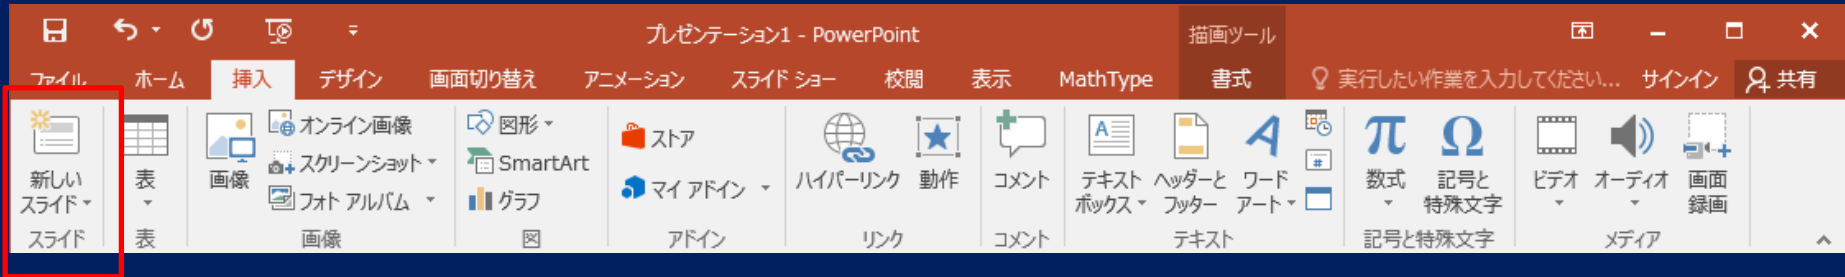 プレゼンテーション1 - PowerPoint
描画ツール
ファイル ホーム 挿入 デザイン 画面切り替え アニメーション スライド ショー 校閲 表示 MathType 書式 実行したい作業を入力してください... サインイン 共有
新しい
スライド
スライド
表
表
画像
オンライン画像
スクリーンショット
フォト アルバム
画像
図形
SmartArt
グラフ
図
ストア
マイ アドイン
アドイン
ハイパーリンク
動作
リンク
コメント
コメント
A
テキスト
ボックス
ヘッダーと
フッター
A
ワード
アート
#
テキスト
π
数式
Ω
記号と
特殊文字
記号と特殊文字
ビデオ
オーディオ
画面
録画
メディア